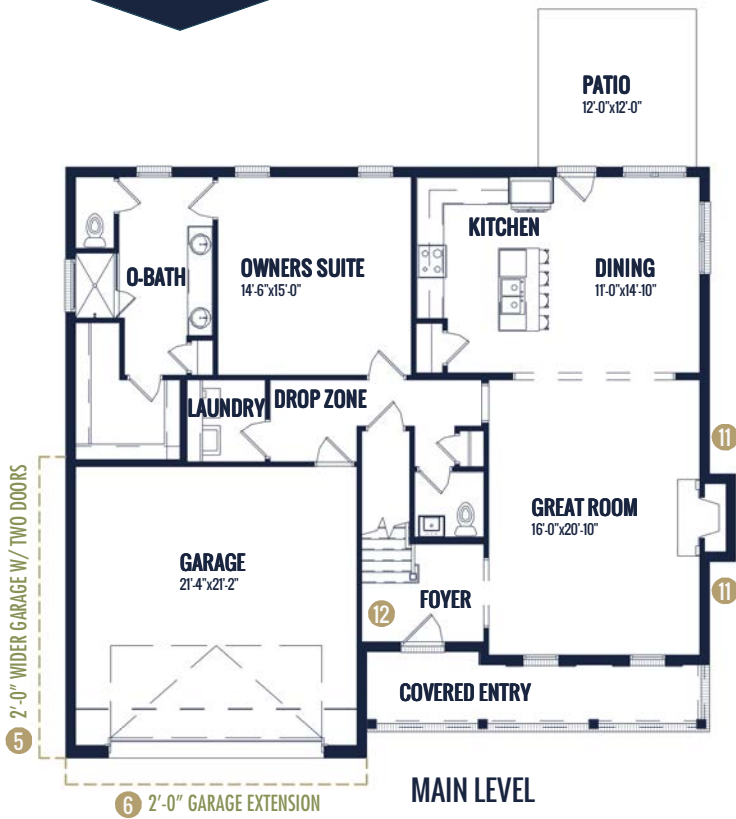 PATIO
12'-0"x12'-0"
KITCHEN
O-BATH
OWNERS SUITE
14'-6"x15'-0"
DINING
11'-0"x14'-10"
LAUNDRY
DROP ZONE
11
GREAT ROOM
16'-0"x20'-10"
GARAGE
21'-4"x21'-2"
11
12
FOYER
COVERED ENTRY
5
2'-0" WIDER GARAGE W/ TWO DOORS
6
2'-0" GARAGE EXTENSION
MAIN LEVEL